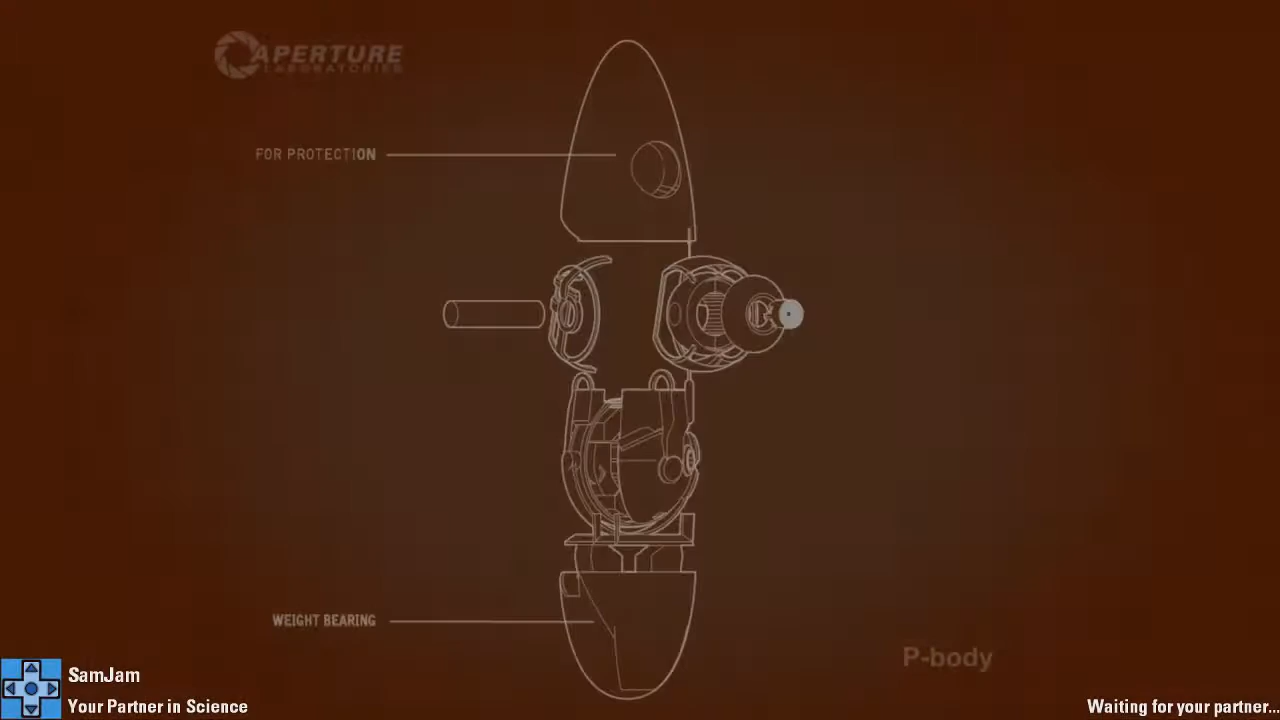 APERTURE
LABORATORIES
FOR PROTECTION
WEIGHT BEARING
P-body
SamJam
Your Partner in Science
Waiting for your partner...